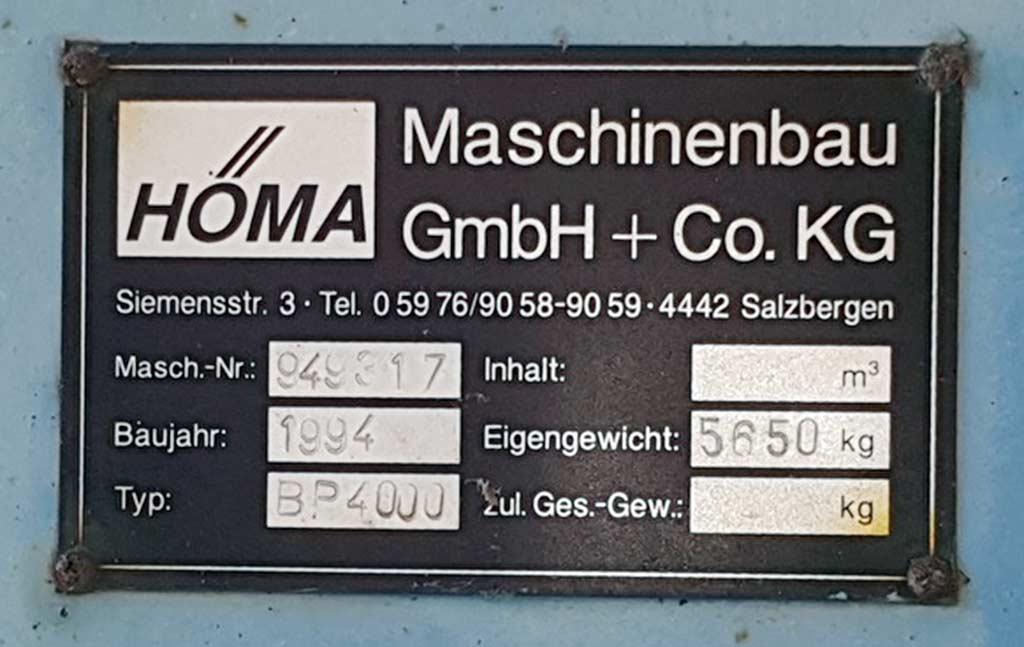 HÖMA
Maschinenbau
GmbH + Co. KG
Siemensstr. 3 · Tel. 0 59 76/90 58-90 59 · 4442 Salzbergen
Masch.-Nr.: 949317 Inhalt: m³
Baujahr: 1994 Eigengewicht: 5650 kg
Typ: BP4000 Zul. Ges.-Gew.: kg